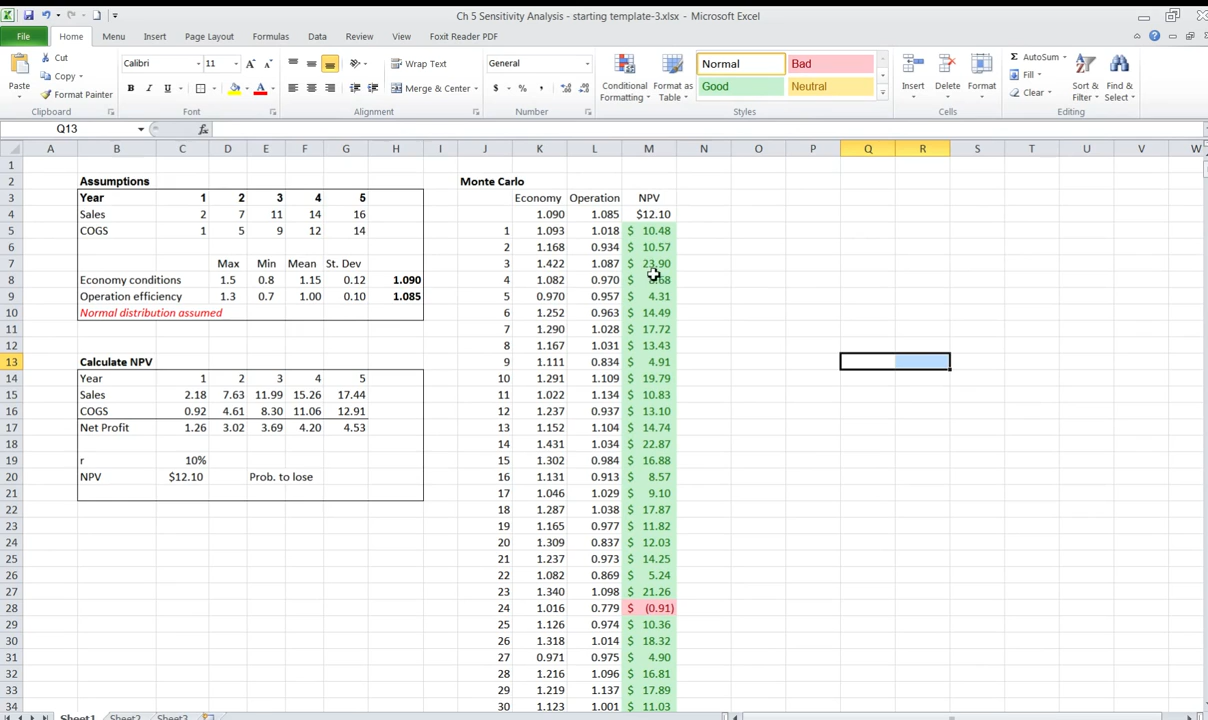 Ch 5 Sensitivity Analysis - starting template-3.xlsx - Microsoft Excel
File Home Menu Insert Page Layout Formulas Data Review View Foxit Reader PDF
Paste Cut Copy Format Painter
Calibri 11 Wrap Text General
B I U Merge & Center $ % ,
Conditional Formatting Format as Table Normal Bad Good Neutral
Insert Delete Format
AutoSum Fill Clear Sort & Filter Find & Select
Clipboard Font Alignment Number Styles Cells Editing
Q13 fx
A B C D E F G H I J K L M N O P Q R S T U V W
1
2 Assumptions Monte Carlo
3 Year 1 2 3 4 5 Economy Operation NPV
4 Sales 2 7 11 14 16 1.090 1.085 $12.10
5 COGS 1 5 9 12 14 1 1.093 1.018 $ 10.48
6 2 1.168 0.934 $ 10.57
7 Max Min Mean St. Dev 3 1.422 1.087 $ 23.90
8 Economy conditions 1.5 0.8 1.15 0.12 1.090 4 1.082 0.970 $
9 Operation efficiency 1.3 0.7 1.00 0.10 1.085 5 0.970 0.957 $ 4.31
10 Normal distribution assumed 6 1.252 0.963 $ 14.49
11 7 1.290 1.028 $ 17.72
12 8 1.167 1.031 $ 13.43
13 Calculate NPV 9 1.111 0.834 $ 4.91
14 Year 1 2 3 4 5 10 1.291 1.109 $ 19.79
15 Sales 2.18 7.63 11.99 15.26 17.44 11 1.022 1.134 $ 10.83
16 COGS 0.92 4.61 8.30 11.06 12.91 12 1.237 0.937 $ 13.10
17 Net Profit 1.26 3.02 3.69 4.20 4.53 13 1.152 1.104 $ 14.74
18 14 1.431 1.034 $ 22.87
19 r 10% 15 1.302 0.984 $ 16.88
20 NPV $12.10 Prob. to lose 16 1.131 0.913 $ 8.57
21 17 1.046 1.029 $ 9.10
22 18 1.287 1.038 $ 17.87
23 19 1.165 0.977 $ 11.82
24 20 1.309 0.837 $ 12.03
25 21 1.237 0.973 $ 14.25
26 22 1.082 0.869 $ 5.24
27 23 1.340 1.098 $ 21.26
28 24 1.016 0.779 $ (0.91)
29 25 1.126 0.974 $ 10.36
30 26 1.318 1.014 $ 18.32
31 27 0.971 0.975 $ 4.90
32 28 1.216 1.096 $ 16.81
33 29 1.219 1.137 $ 17.89
34 30 1.123 1.001 $ 11.03
Sheet1 Sheet2 Sheet3